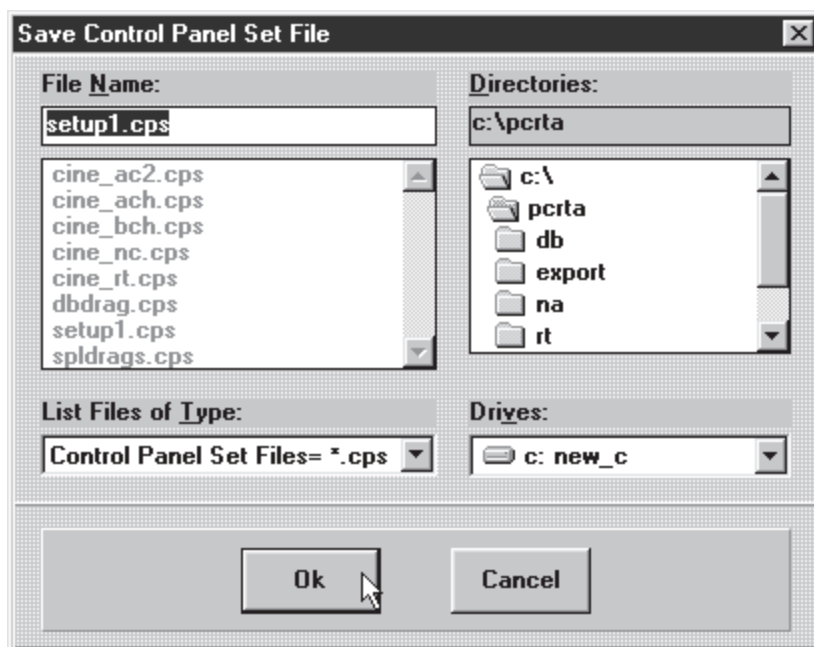 Save Control Panel Set File
File Name:
setup1.cps
cine_ac2.cps
cine_ach.cps
cine_bch.cps
cine_nc.cps
cine_rt.cps
dbdrag.cps
setup1.cps
spldrags.cps
Directories:
c:\pcrta
c:\
pcrta
db
export
na
rt
List Files of Type:
Control Panel Set Files= *.cps
Drives:
c: new_c
Ok
Cancel